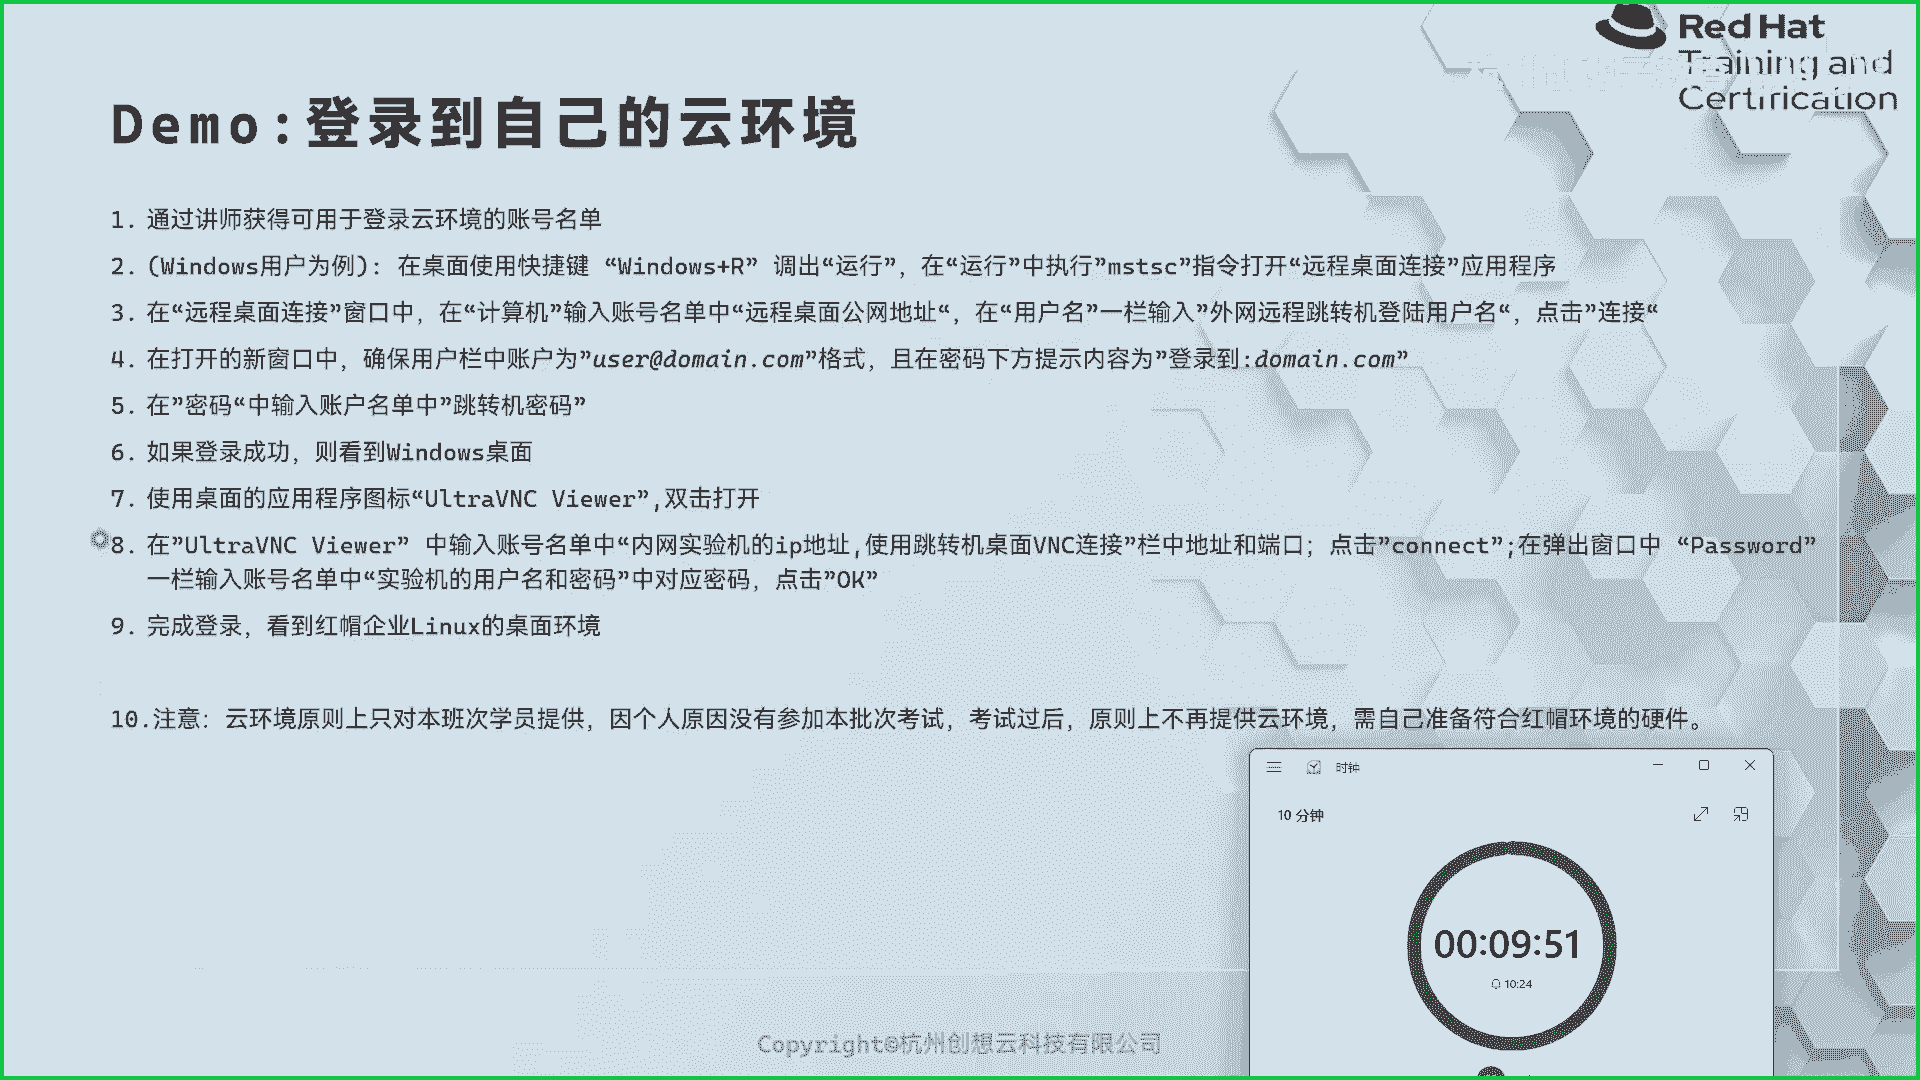 Red Hat
Training and
Certification
Demo:登录到自己的云环境
1. 通过讲师获得可用于登录云环境的账号名单
2. (Windows用户为例): 在桌面使用快捷键 “Windows+R” 调出“运行”, 在“运行”中执行”mstsc”指令打开“远程桌面连接”应用程序
3. 在“远程桌面连接”窗口中, 在“计算机”输入账号名单中“远程桌面公网地址“, 在“用户名”一栏输入”外网远程跳转机登陆用户名“, 点击”连接“
4. 在打开的新窗口中, 确保用户栏中账户为”user@domain.com”格式, 且在密码下方提示内容为”登录到:domain.com”
5. 在”密码“中输入账户名单中”跳转机密码”
6. 如果登录成功, 则看到Windows桌面
7. 使用桌面的应用程序图标“UltraVNC Viewer”,双击打开
8. 在”UltraVNC Viewer” 中输入账号名单中“内网实验机的ip地址,使用跳转机桌面VNC连接”栏中地址和端口; 点击”connect”;在弹出窗口中 “Password”
一栏输入账号名单中“实验机的用户名和密码”中对应密码, 点击”OK”
9. 完成登录, 看到红帽企业Linux的桌面环境
10.注意: 云环境原则上只对本班次学员提供, 因个人原因没有参加本批次考试, 考试过后, 原则上不再提供云环境, 需自己准备符合红帽环境的硬件。
时钟
10 分钟
00:09:51
10:24
Copyright©杭州创想云科技有限公司